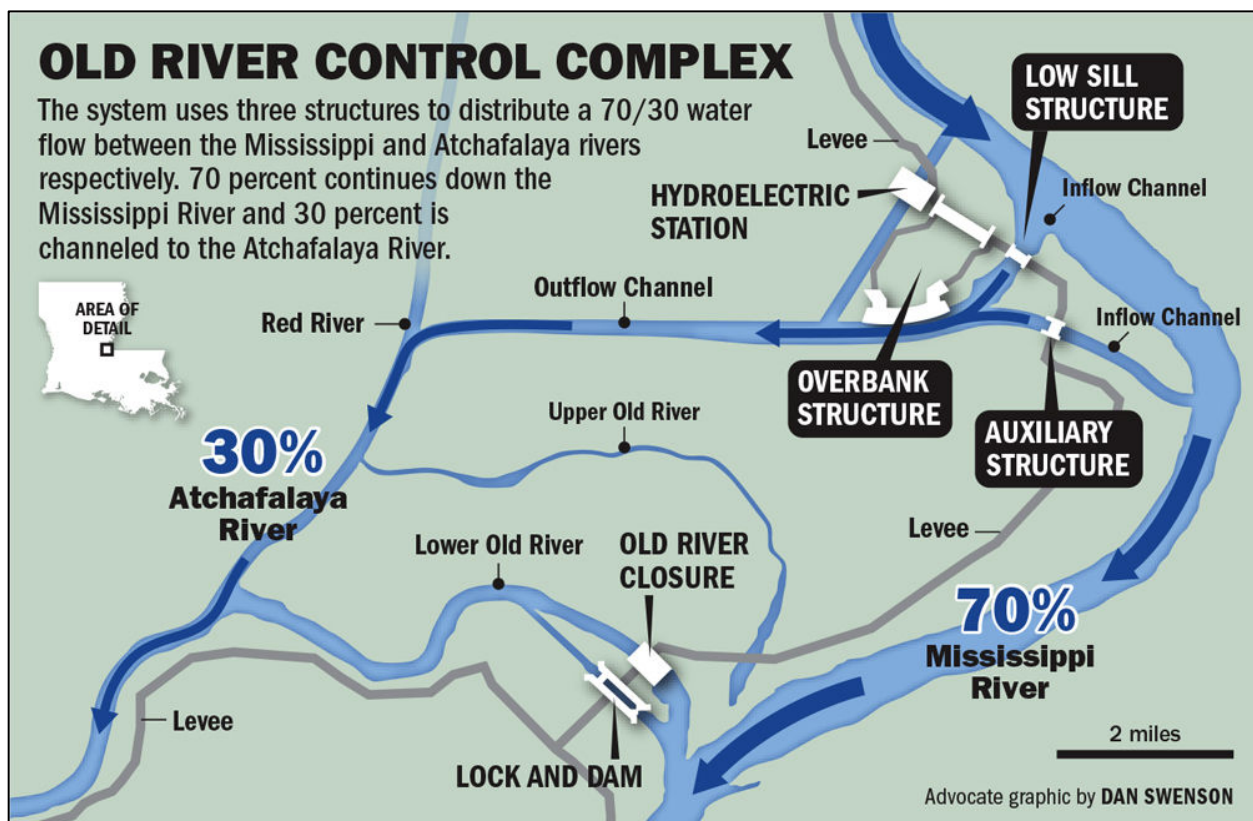 OLD RIVER CONTROL COMPLEX
The system uses three structures to distribute a 70/30 water
flow between the Mississippi and Atchafalaya rivers
respectively. 70 percent continues down the
Mississippi River and 30 percent is
channeled to the Atchafalaya River.
LOW SILL
STRUCTURE
Levee
Inflow Channel
HYDROELECTRIC
STATION
AREA OF
DETAIL
Red River
Outflow Channel
Inflow Channel
OVERBANK
STRUCTURE
AUXILIARY
STRUCTURE
Upper Old River
30%
Atchafalaya
River
Lower Old River
OLD RIVER
CLOSURE
Levee
70%
Mississippi
River
Levee
LOCK AND DAM
2 miles
Advocate graphic by DAN SWENSON